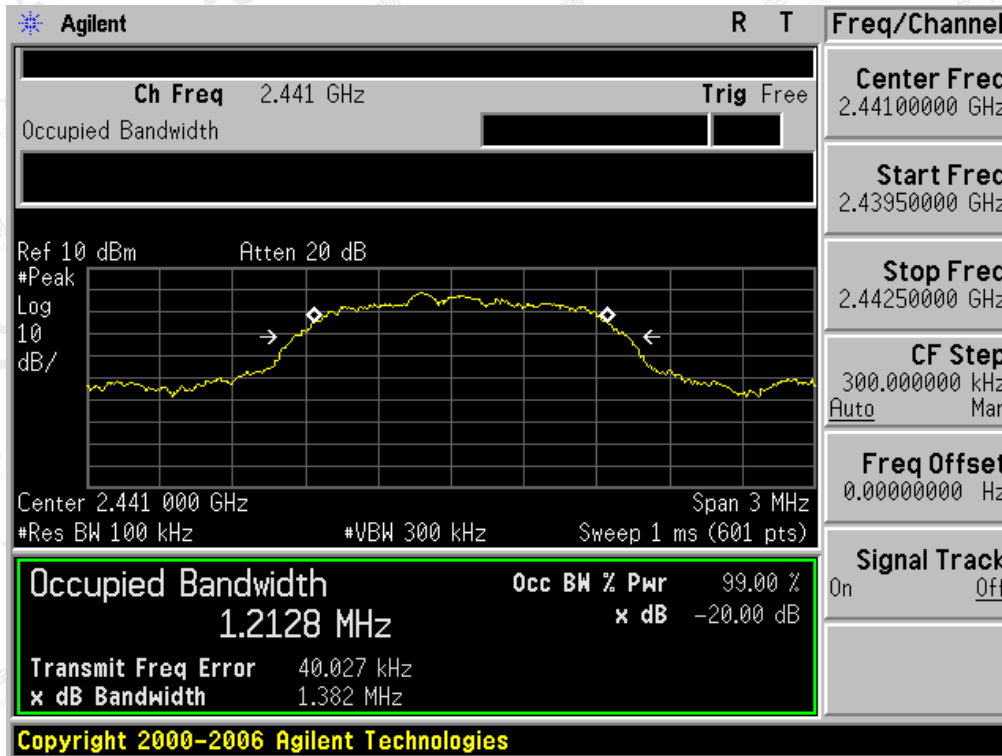 Agilent
R T
Freq/Channel
Ch Freq 2.441 GHz
Trig Free
Occupied Bandwidth
Center Freq
2.44100000 GHz
Start Freq
2.43950000 GHz
Stop Freq
2.44250000 GHz
CF Step
300.000000 kHz
Auto Man
Freq Offset
0.00000000 Hz
Signal Track
On Off
Ref 10 dBm
Atten 20 dB
#Peak
Log
10
dB/
Center 2.441 000 GHz
Span 3 MHz
#Res BW 100 kHz
#VBW 300 kHz
Sweep 1 ms (601 pts)
Occupied Bandwidth
1.2128 MHz
Occ BW % Pwr 99.00 %
x dB -20.00 dB
Transmit Freq Error 40.027 kHz
x dB Bandwidth 1.382 MHz
Copyright 2000-2006 Agilent Technologies